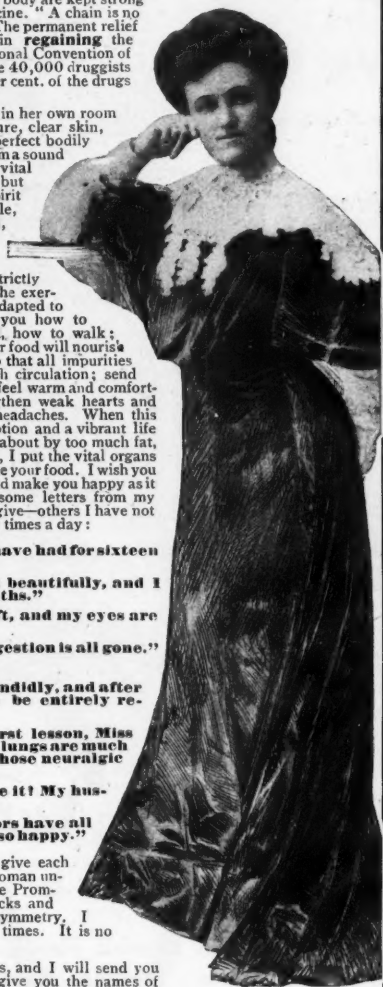 body are kept strong
zine. "A chain is no
The permanent relief
in regaining the
onal Convention of
e 40,000 druggists
r cent. of the drugs
in her own room
ure, clear skin,
perfect bodily
m a sound
vital
but
irit
le,
,
trictly
he exer-
dapted to
you how to
, how to walk;
r food will nouris
that all impurities
h circulation; send
feel warm and comfort-
then weak hearts and
headaches. When this
tion and a vibrant life
about by too much fat,
, I put the vital organs
e your food. I wish you
d make you happy as it
some letters from my
give—others I have not
times a day:
have had for sixteen
beautifully, and I
ths."
't, and my eyes are
gestion is all gone."
ndidly, and after
be entirely re-
rst lesson, Miss
lungs are much
hose neuralgic
e it? My hus-
ors have all
so happy."
give each
oman un-
e Prom-
cks and
symmetry. I
times. It is no
s, and I will send you
give you the names of